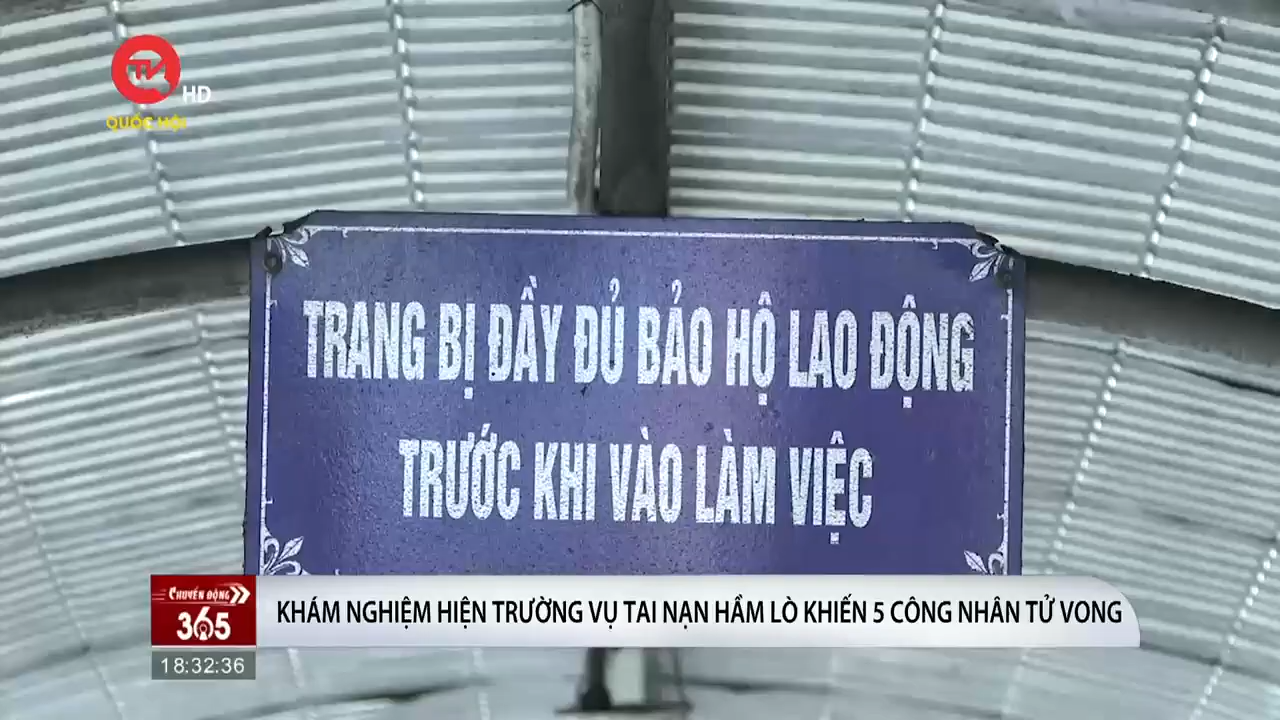 TV
HD
QUỐC HỘI
TRANG BỊ ĐẦY ĐỦ BẢO HỘ LAO ĐỘNG
TRƯỚC KHI VÀO LÀM VIỆC
CHUYỂN ĐỘNG
365
KHÁM NGHIỆM HIỆN TRƯỜNG VỤ TAI NẠN HẦM LÒ KHIẾN 5 CÔNG NHÂN TỬ VONG
18:32:36